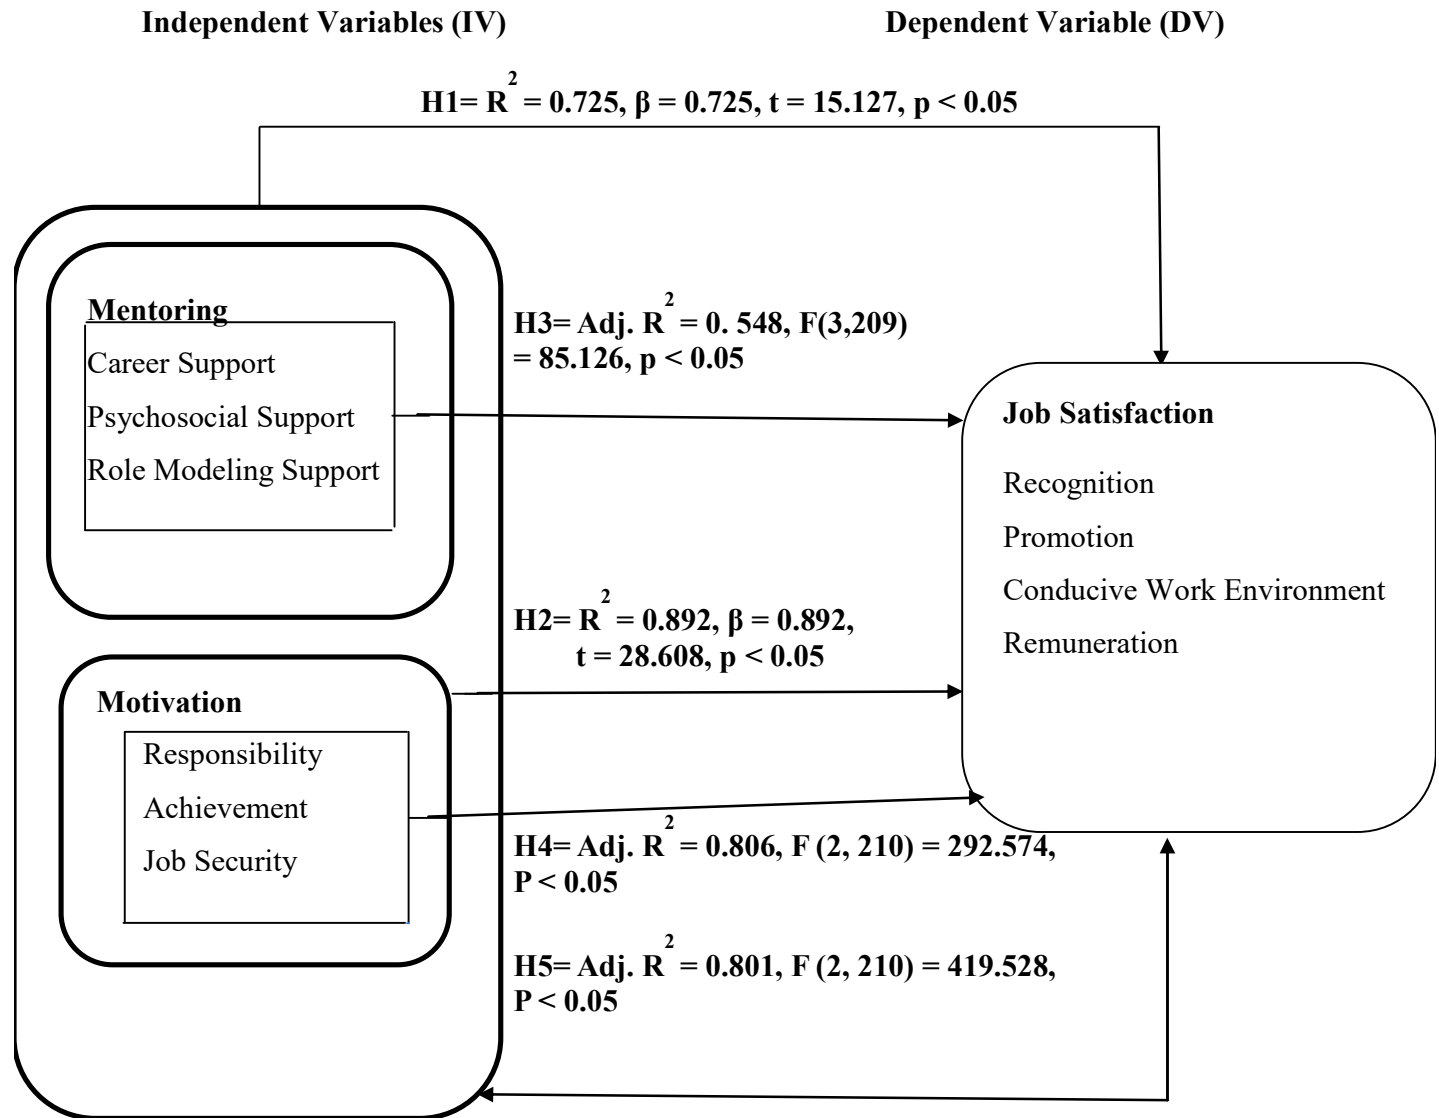 Independent Variables (IV)
Dependent Variable (DV)
H1= R² = 0.725, β = 0.725, t = 15.127, p < 0.05
Mentoring
Career Support
Psychosocial Support
Role Modeling Support
H3= Adj. R² = 0. 548, F(3,209)
= 85.126, p < 0.05
Job Satisfaction
Recognition
Promotion
Conducive Work Environment
Remuneration
H2= R² = 0.892, β = 0.892,
t = 28.608, p < 0.05
Motivation
Responsibility
Achievement
Job Security
H4= Adj. R² = 0.806, F (2, 210) = 292.574,
P < 0.05
H5= Adj. R² = 0.801, F (2, 210) = 419.528,
P < 0.05